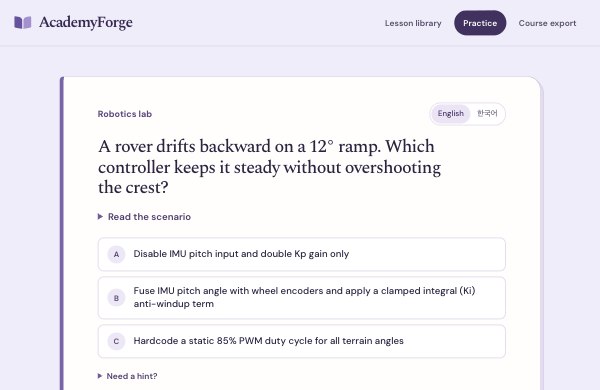 AcademyForge
Lesson library
Practice
Course export
Robotics lab
English
한국어
A rover drifts backward on a 12° ramp. Which
controller keeps it steady without overshooting
the crest?
Read the scenario
A
Disable IMU pitch input and double Kp gain only
B
Fuse IMU pitch angle with wheel encoders and apply a clamped integral (Ki)
anti-windup term
C
Hardcode a static 85% PWM duty cycle for all terrain angles
Need a hint?